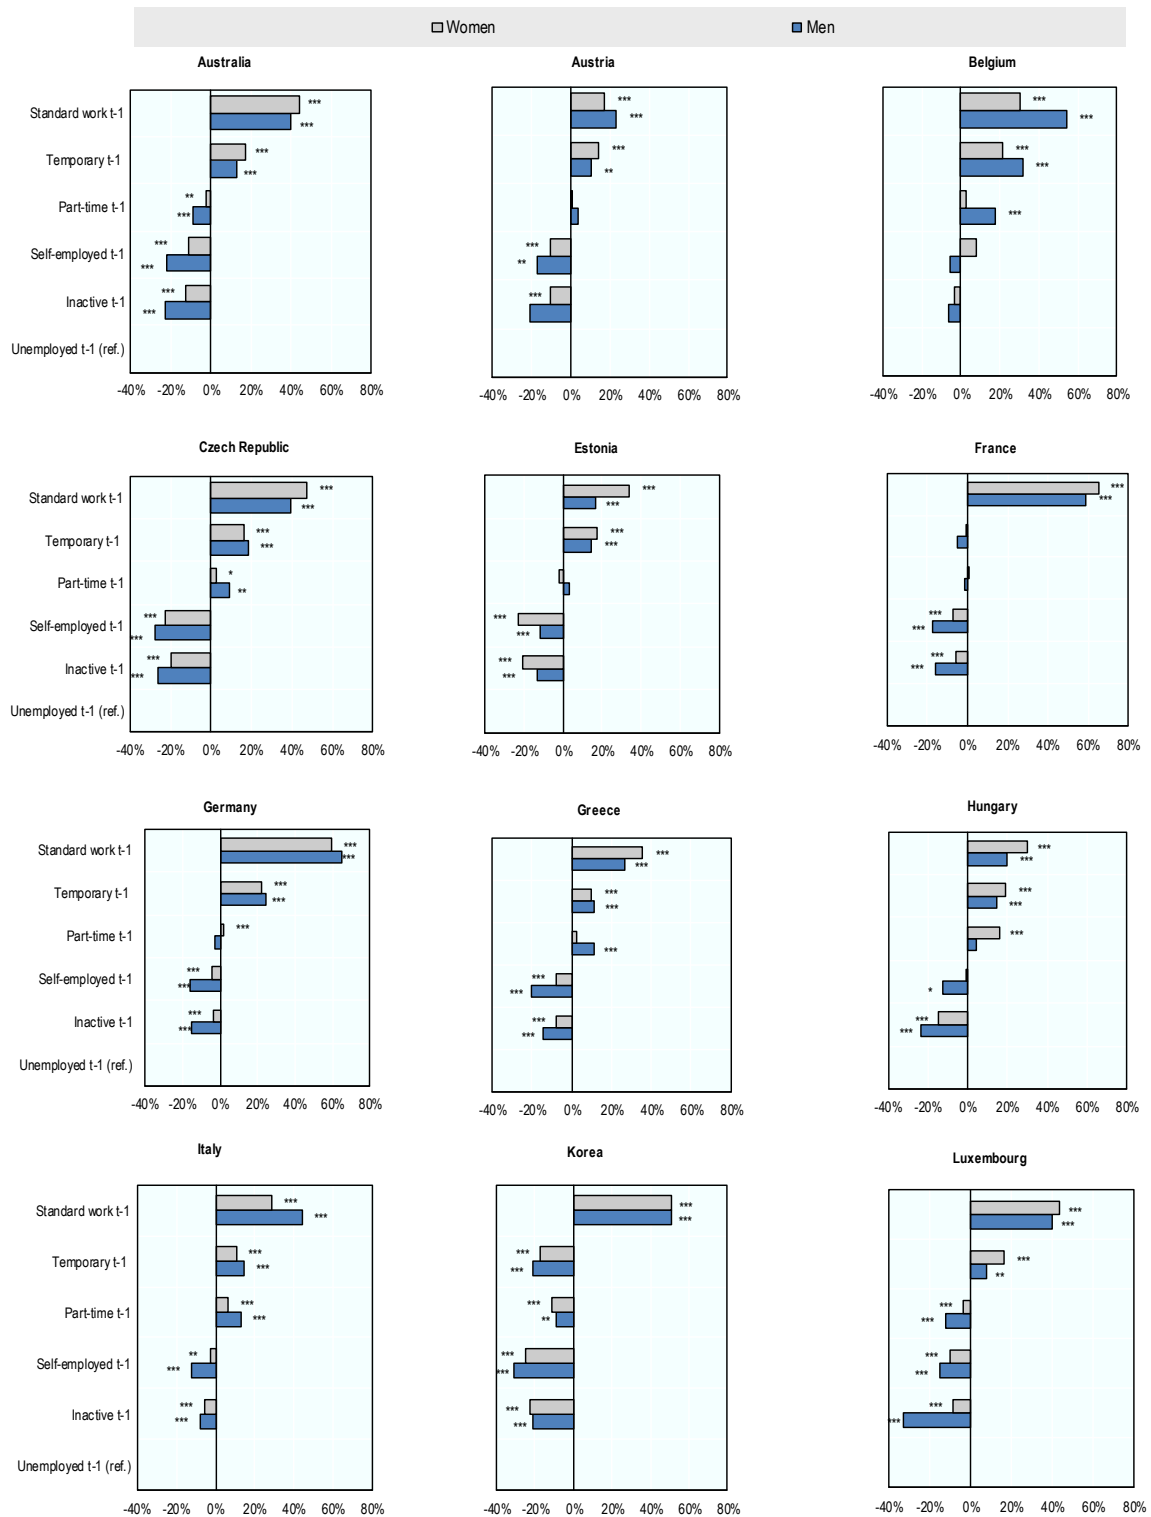 Women Men
Australia Austria Belgium
Standard work t-1 *** *** *** *** *** ***
Temporary t-1 *** *** *** ** *** ***
Part-time t-1 ** *** ***
Self-employed t-1 *** *** *** **
Inactive t-1 *** *** ***
Unemployed t-1 (ref.)
-40% -20% 0% 20% 40% 60% 80% -40% -20% 0% 20% 40% 60% 80% -40% -20% 0% 20% 40% 60% 80%
Czech Republic Estonia France
Standard work t-1 *** *** *** *** *** ***
Temporary t-1 *** *** *** ***
Part-time t-1 * **
Self-employed t-1 *** *** *** *** *** ***
Inactive t-1 *** *** *** *** *** ***
Unemployed t-1 (ref.)
-40% -20% 0% 20% 40% 60% 80% -40% -20% 0% 20% 40% 60% 80% -40% -20% 0% 20% 40% 60% 80%
Germany Greece Hungary
Standard work t-1 *** *** *** *** *** ***
Temporary t-1 *** *** *** *** *** ***
Part-time t-1 *** *** ***
Self-employed t-1 *** *** *** *** *
Inactive t-1 *** *** *** *** *** ***
Unemployed t-1 (ref.)
-40% -20% 0% 20% 40% 60% 80% -40% -20% 0% 20% 40% 60% 80% -40% -20% 0% 20% 40% 60% 80%
Italy Korea Luxembourg
Standard work t-1 *** *** *** *** *** ***
Temporary t-1 *** *** *** *** *** **
Part-time t-1 *** *** *** ** *** ***
Self-employed t-1 ** *** *** *** *** ***
Inactive t-1 *** *** *** *** *** ***
Unemployed t-1 (ref.)
-40% -20% 0% 20% 40% 60% 80% -40% -20% 0% 20% 40% 60% 80% -40% -20% 0% 20% 40% 60% 80%